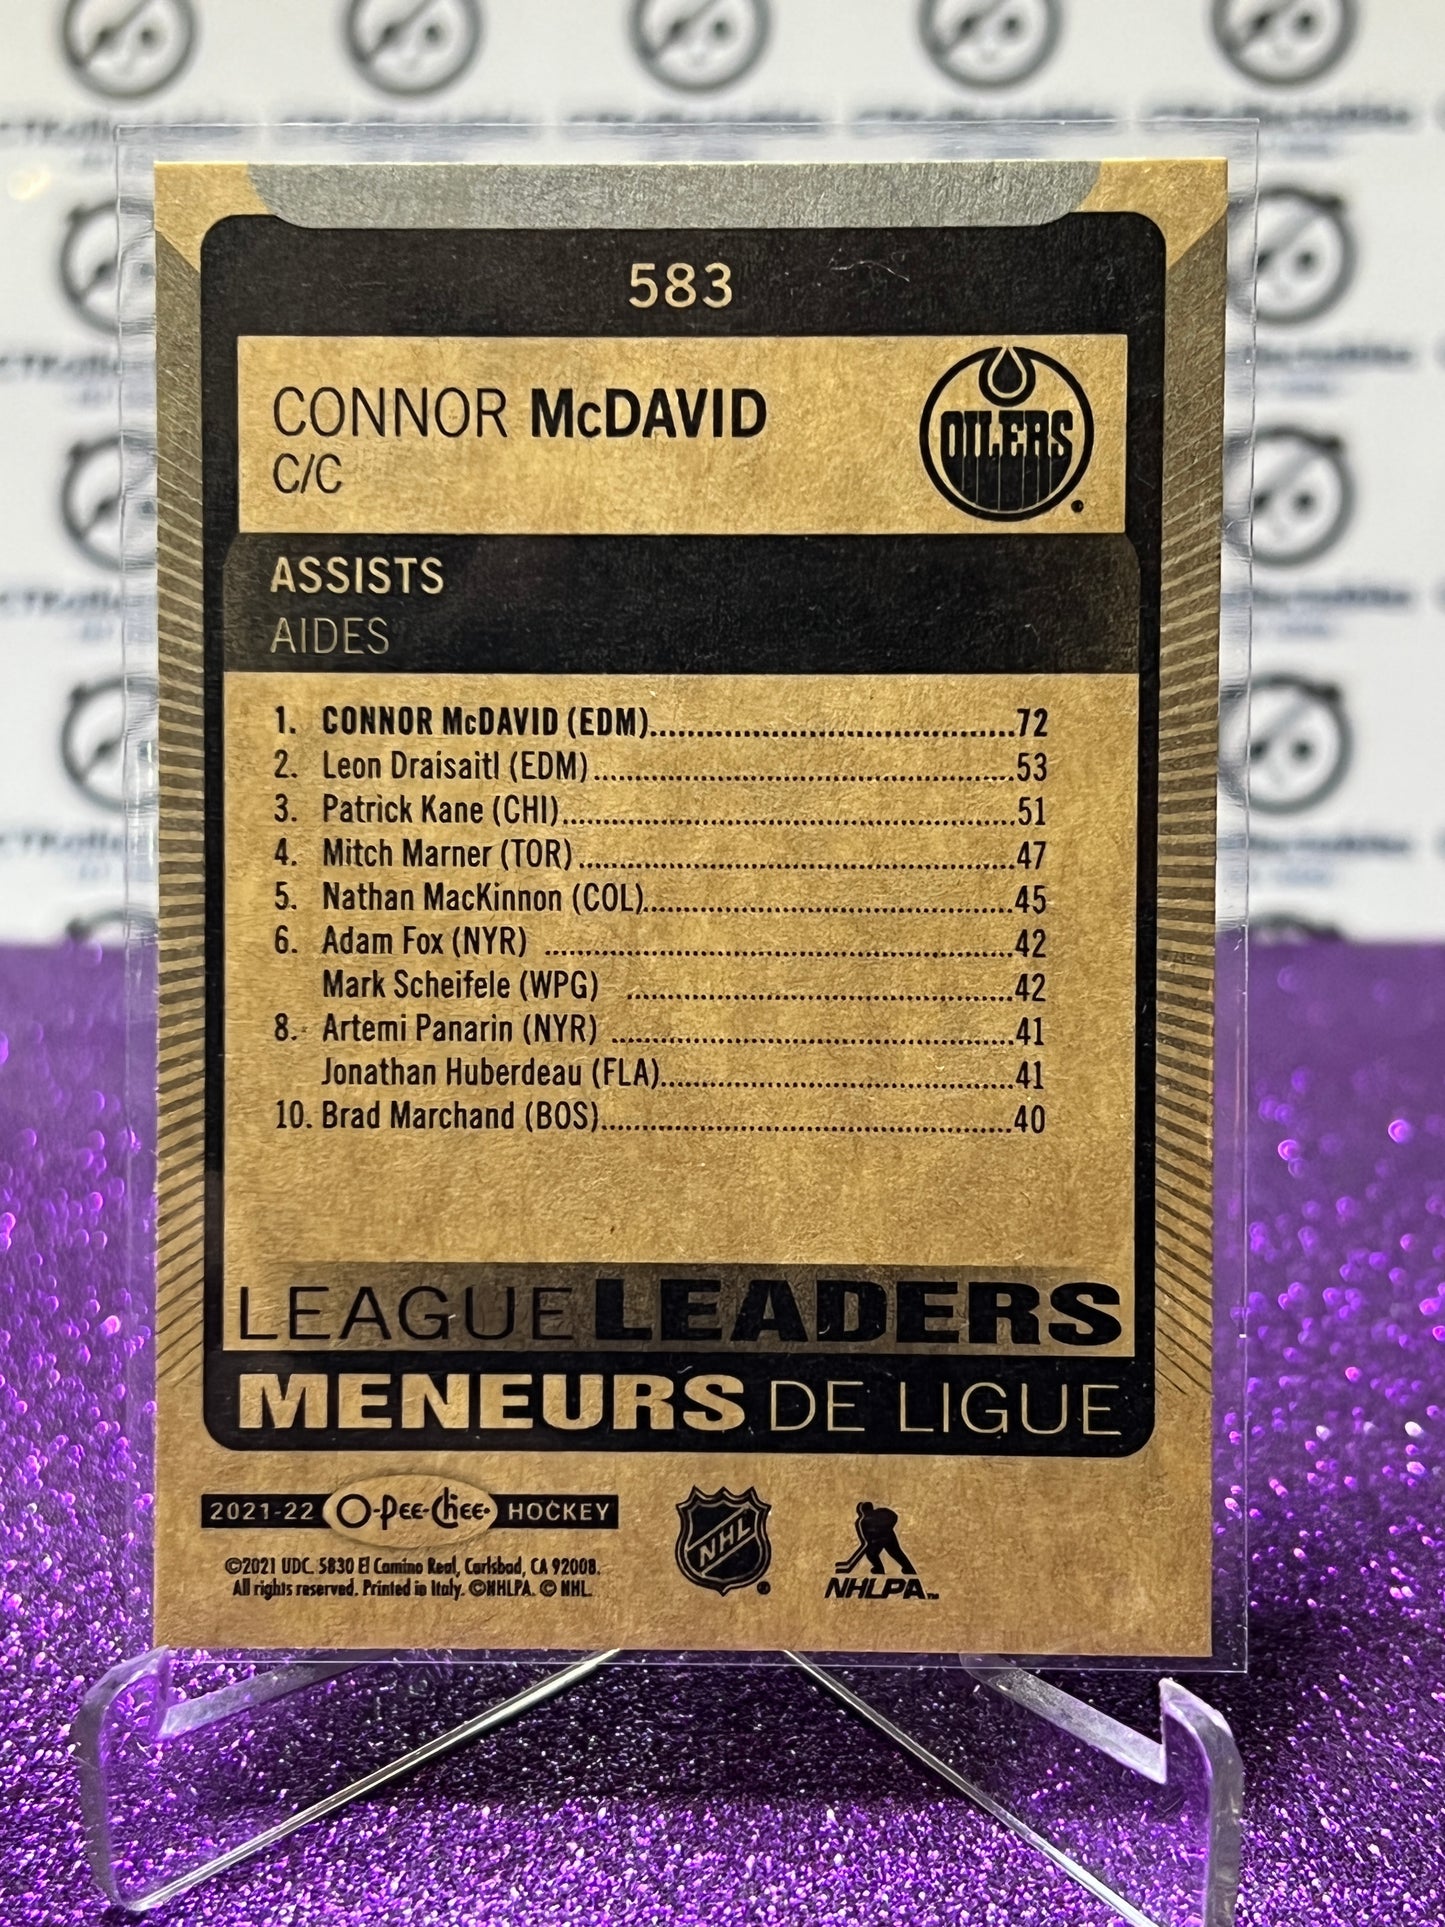 583
CONNOR McDAVID
C/C
OILERS
ASSISTS
AIDES
1. CONNOR McDAVID (EDM)....................72
2. Leon Draisaitl (EDM)....................53
3. Patrick Kane (CHI)....................51
4. Mitch Marner (TOR)....................47
5. Nathan MacKinnon (COL)....................45
6. Adam Fox (NYR) ....................42
Mark Scheifele (WPG) ....................42
8. Artemi Panarin (NYR) ....................41
Jonathan Huberdeau (FLA)....................41
10. Brad Marchand (BOS)....................40
LEAGUE LEADERS
MENEURS DE LIGUE
2021-22 O-Pee-Chee HOCKEY
©2021 UDC. 5830 El Camino Real, Carlsbad, CA 92008.
All rights reserved. Printed in Italy. ©NHLPA. © NHL.
NHL
NHLPA™